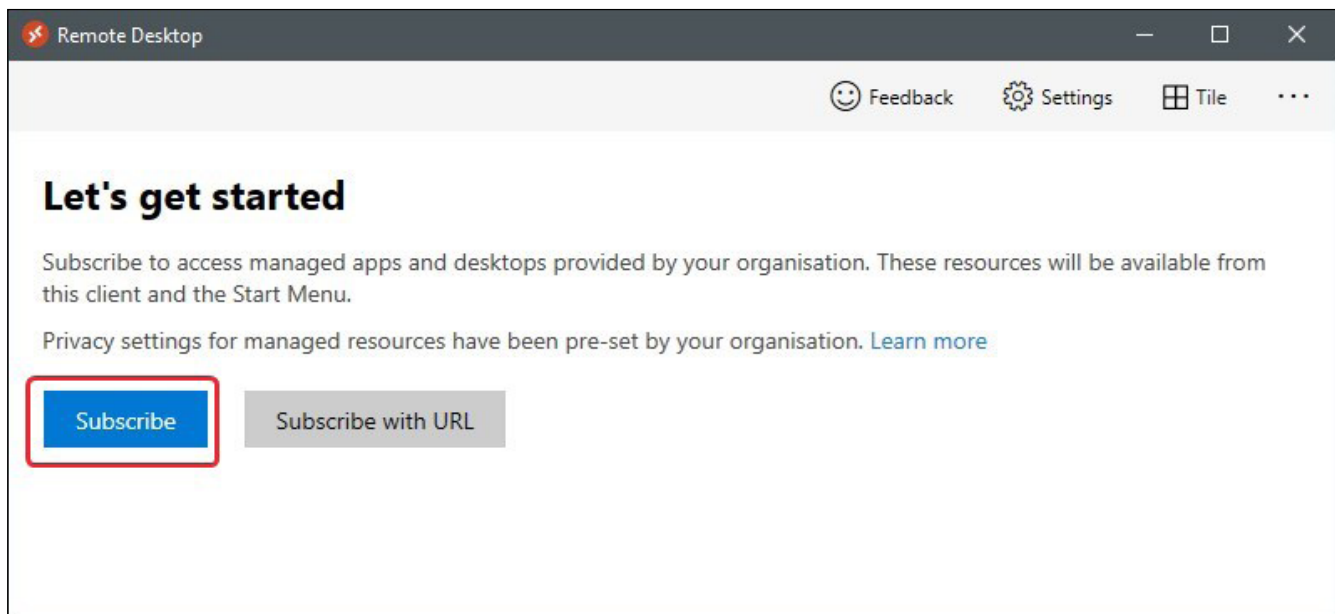 Remote Desktop
Feedback
Settings
Tile
Let's get started
Subscribe to access managed apps and desktops provided by your organisation. These resources will be available from
this client and the Start Menu.
Privacy settings for managed resources have been pre-set by your organisation. Learn more
Subscribe
Subscribe with URL